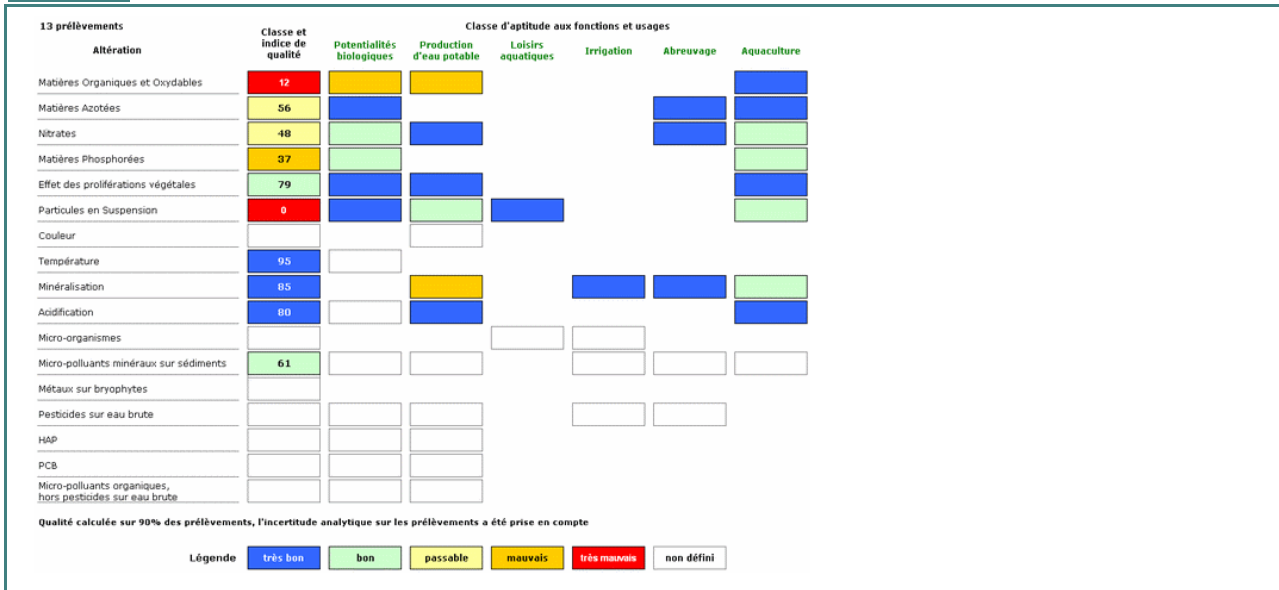 13 prélèvements
Classe d'aptitude aux fonctions et usages
Altération
Classe et
indice de
qualité
Potentialités
biologiques
Production
d'eau potable
Loisirs
aquatiques
Irrigation
Abreuvage
Aquaculture
Matières Organiques et Oxydables 12
Matières Azotées 56
Nitrates 48
Matières Phosphorées 37
Effet des proliférations végétales 79
Particules en Suspension 0
Couleur
Température 95
Minéralisation 85
Acidification 80
Micro-organismes
Micro-polluants minéraux sur sédiments 61
Métaux sur bryophytes
Pesticides sur eau brute
HAP
PCB
Micro-polluants organiques,
hors pesticides sur eau brute
Qualité calculée sur 90% des prélèvements, l'incertitude analytique sur les prélèvements a été prise en compte
Légende très bon bon passable mauvais très mauvais non défini